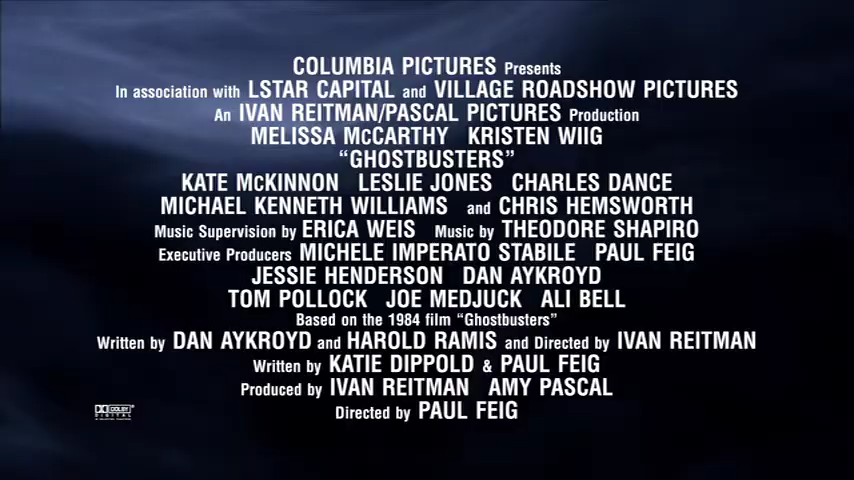 COLUMBIA PICTURES Presents
In association with LSTAR CAPITAL and VILLAGE ROADSHOW PICTURES
An IVAN REITMAN/PASCAL PICTURES Production
MELISSA McCARTHY KRISTEN WIIG
“GHOSTBUSTERS”
KATE McKINNON LESLIE JONES CHARLES DANCE
MICHAEL KENNETH WILLIAMS and CHRIS HEMSWORTH
Music Supervision by ERICA WEIS Music by THEODORE SHAPIRO
Executive Producers MICHELE IMPERATO STABILE PAUL FEIG
JESSIE HENDERSON DAN AYKROYD
TOM POLLOCK JOE MEDJUCK ALI BELL
Based on the 1984 film “Ghostbusters”
Written by DAN AYKROYD and HAROLD RAMIS and Directed by IVAN REITMAN
Written by KATIE DIPPOLD & PAUL FEIG
Produced by IVAN REITMAN AMY PASCAL
Directed by PAUL FEIG
DOLBY
DIGITAL